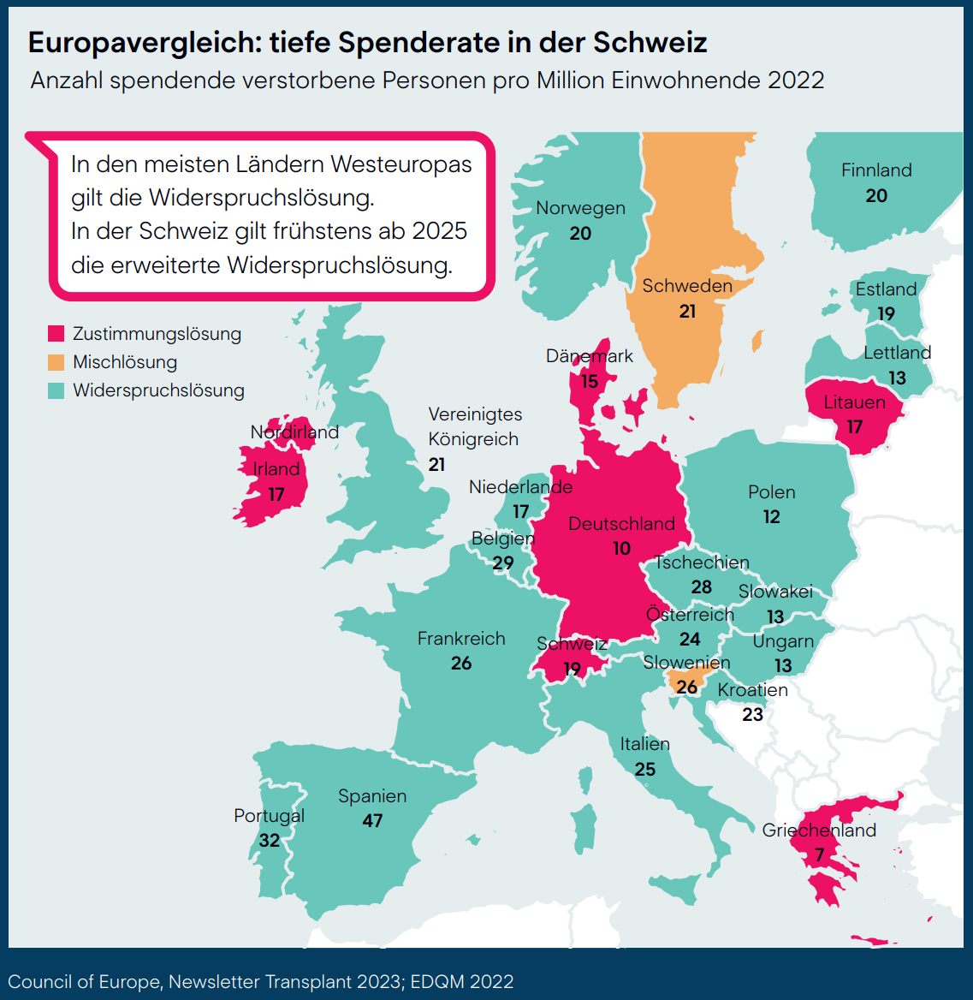 Europavergleich: tiefe Spenderate in der Schweiz
Anzahl spendende verstorbene Personen pro Million Einwohnende 2022
In den meisten Ländern Westeuropas
gilt die Widerspruchslösung.
In der Schweiz gilt frühstens ab 2025
die erweiterte Widerspruchslösung.
Zustimmungslösung
Mischlösung
Widerspruchslösung
Finnland
20
Norwegen
20
Schweden
21
Estland
19
Lettland
13
Dänemark
15
Litauen
17
Vereinigtes
Königreich
21
Nordirland
Irland
17
Niederlande
17
Belgien
29
Deutschland
10
Polen
12
Tschechien
28
Slowakei
13
Österreich
24
Ungarn
13
Frankreich
26
Schweiz
19
Slowenien
26
Kroatien
23
Italien
25
Spanien
47
Portugal
32
Griechenland
7
Council of Europe, Newsletter Transplant 2023; EDQM 2022